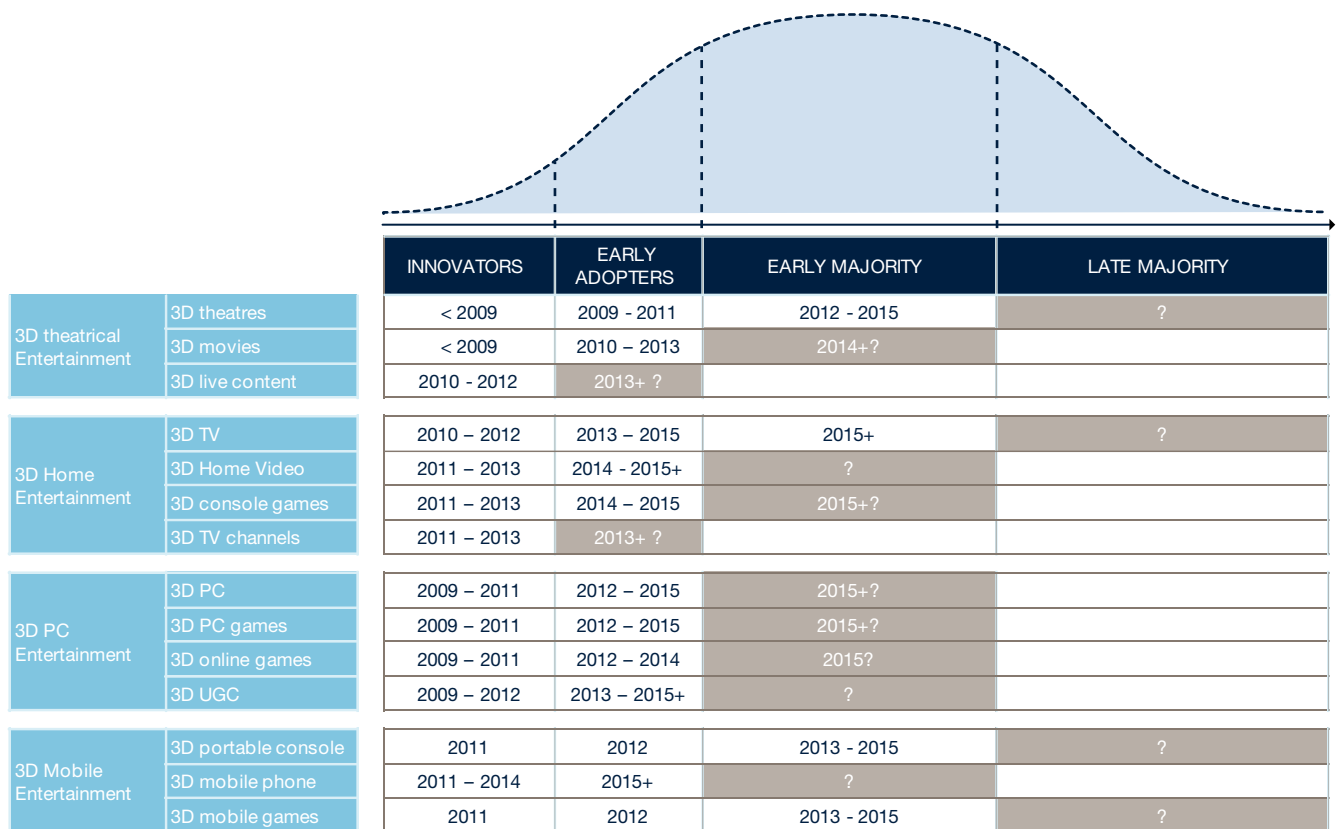 INNOVATORS
EARLY
ADOPTERS
EARLY MAJORITY
LATE MAJORITY
3D theatrical
Entertainment
3D theatres
< 2009
2009 - 2011
2012 - 2015
?
3D movies
< 2009
2010 – 2013
2014+?
3D live content
2010 - 2012
2013+ ?
3D Home
Entertainment
3D TV
2010 – 2012
2013 – 2015
2015+
?
3D Home Video
2011 – 2013
2014 - 2015+
?
3D console games
2011 – 2013
2014 – 2015
2015+?
3D TV channels
2011 – 2013
2013+ ?
3D PC
Entertainment
3D PC
2009 – 2011
2012 – 2015
2015+?
3D PC games
2009 – 2011
2012 – 2015
2015+?
3D online games
2009 – 2011
2012 – 2014
2015?
3D UGC
2009 – 2012
2013 – 2015+
?
3D Mobile
Entertainment
3D portable console
2011
2012
2013 - 2015
?
3D mobile phone
2011 – 2014
2015+
?
3D mobile games
2011
2012
2013 - 2015
?